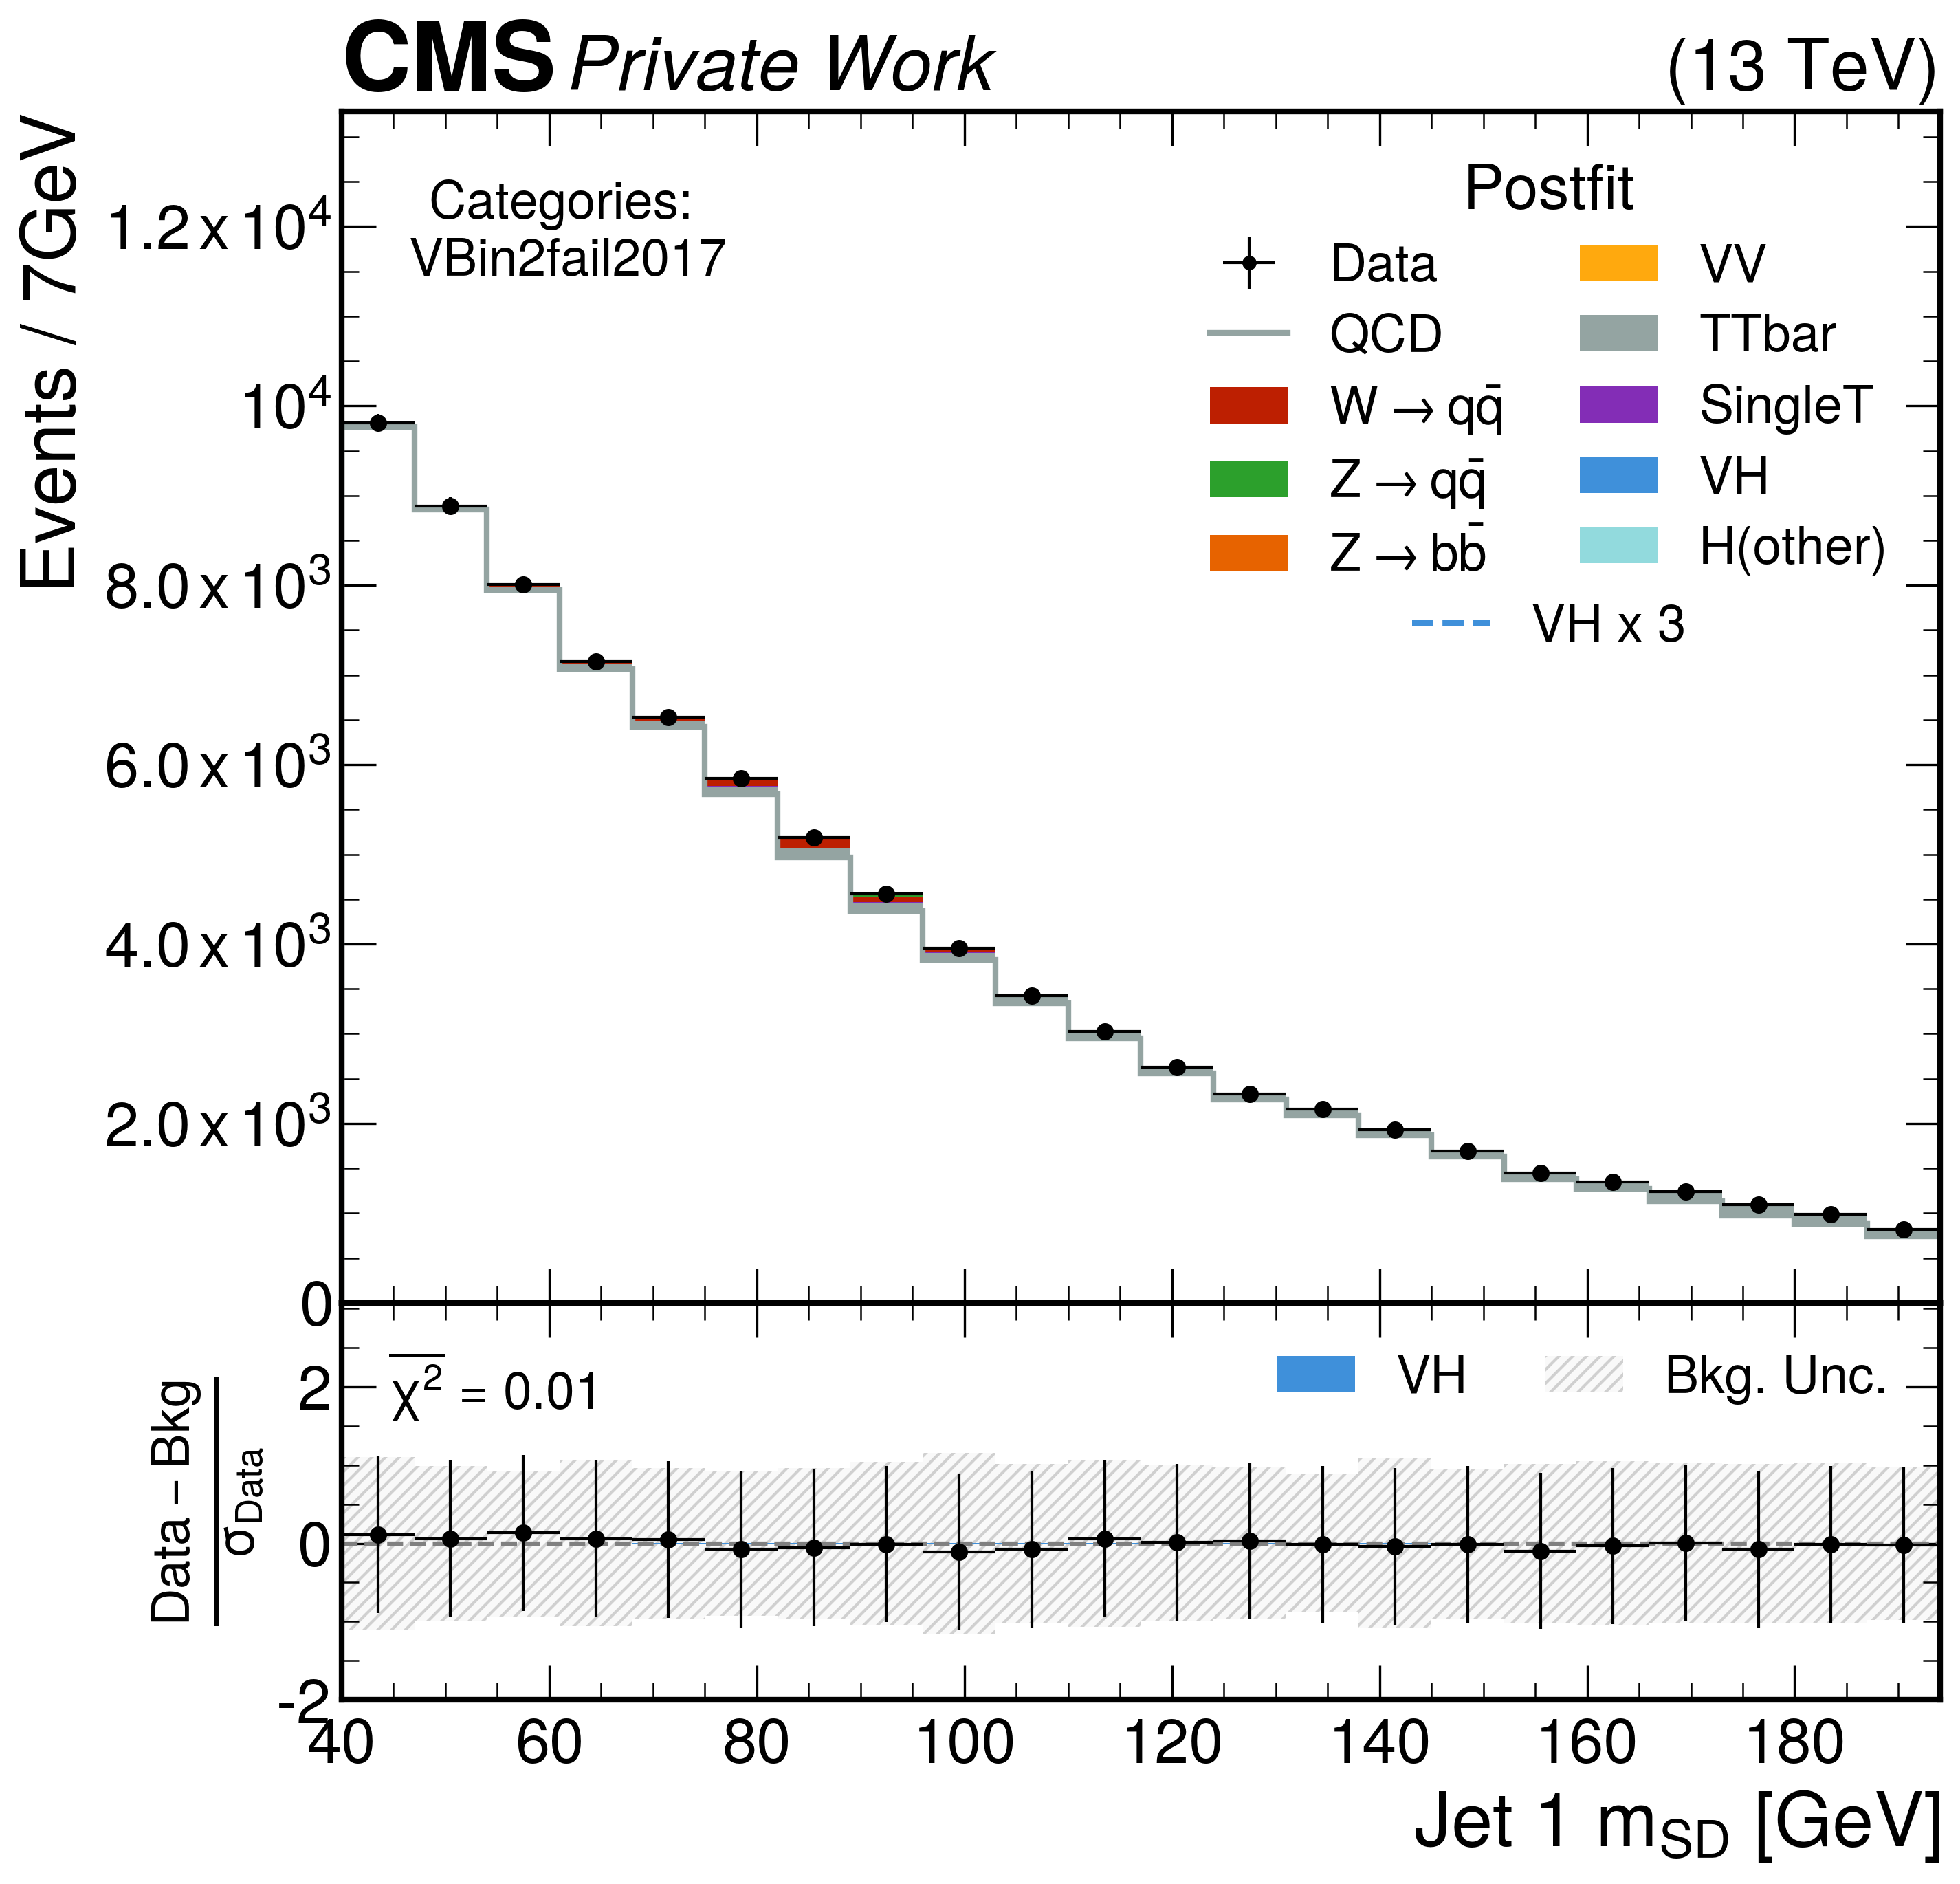 CMS Private Work (13 TeV)
Events / 7GeV
1.2 x 10⁴
10⁴
8.0 x 10³
6.0 x 10³
4.0 x 10³
2.0 x 10³
0
Categories:
VBin2fail2017
Postfit
Data
QCD
W → qq̄
Z → qq̄
Z → bb̄
VV
TTbar
SingleT
VH
H(other)
VH x 3
Data − Bkg
σ_Data
2
0
-2
χ̅²̅ = 0.01
VH
Bkg. Unc.
40 60 80 100 120 140 160 180
Jet 1 m_SD [GeV]